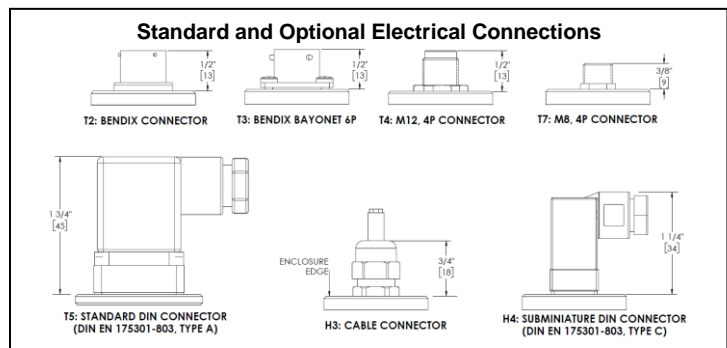 Standard and Optional Electrical Connections
1/2"
[13]
T2: BENDIX CONNECTOR
1/2"
[13]
T3: BENDIX BAYONET 6P
1/2"
[13]
T4: M12, 4P CONNECTOR
3/8"
[9]
T7: M8, 4P CONNECTOR
1 3/4"
[45]
T5: STANDARD DIN CONNECTOR
(DIN EN 175301-803, TYPE A)
ENCLOSURE
EDGE
3/4"
[18]
H3: CABLE CONNECTOR
1 1/4"
[34]
H4: SUBMINIATURE DIN CONNECTOR
(DIN EN 175301-803, TYPE C)